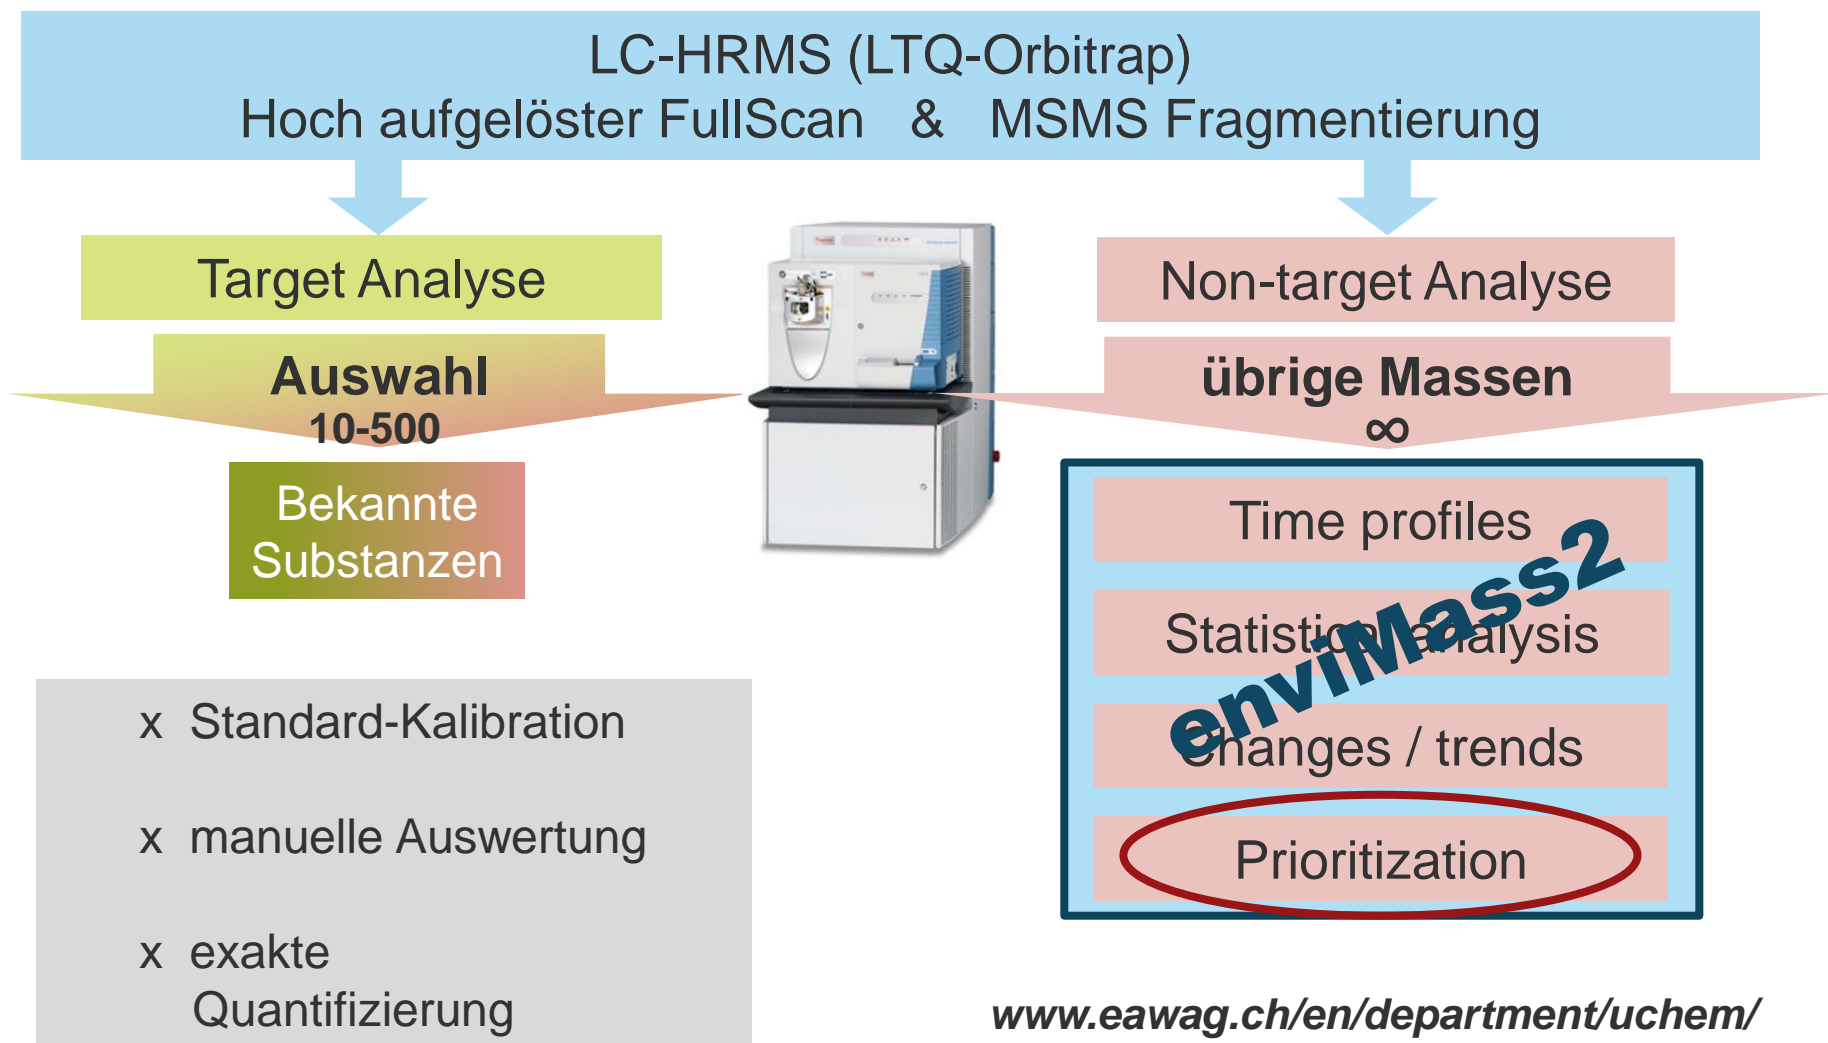 LC-HRMS (LTQ-Orbitrap)
Hoch aufgelöster FullScan & MSMS Fragmentierung
Target Analyse
Auswahl
10-500
Bekannte
Substanzen
x Standard-Kalibration
x manuelle Auswertung
x exakte
Quantifizierung
Non-target Analyse
übrige Massen
∞
Time profiles
Statistical analysis
Changes / trends
Prioritization
enviMass2
www.eawag.ch/en/department/uchem/